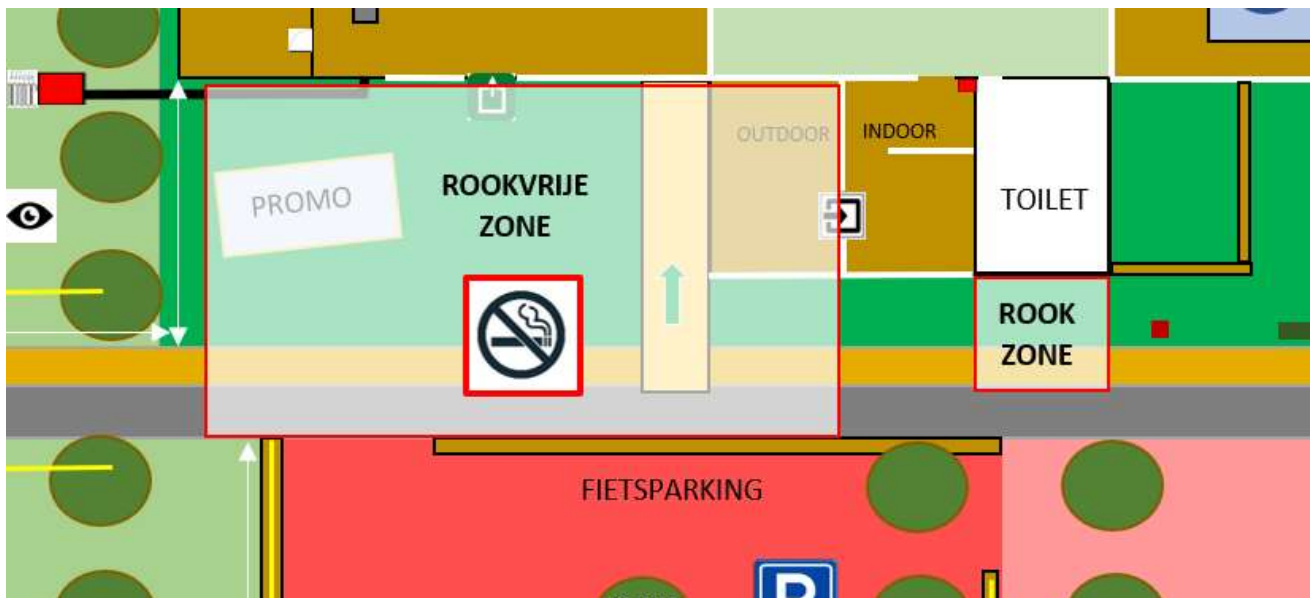 OUTDOOR
INDOOR
PROMO
ROOKVRIJE
ZONE
TOILET
ROOK
ZONE
FIETSPARKING
P